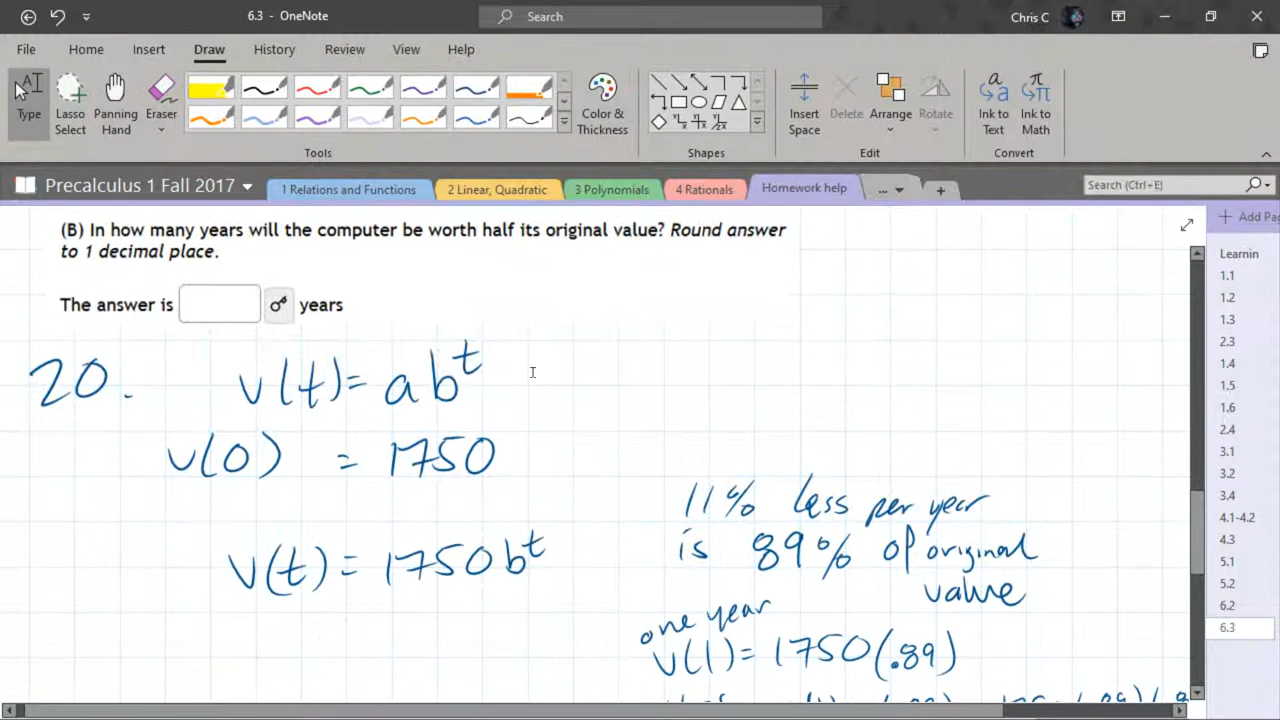 6.3 - OneNote
Search
Chris C
File Home Insert Draw History Review View Help
Type
Lasso Select
Panning Hand
Eraser
Color & Thickness
Insert Space
Delete
Arrange
Rotate
Ink to Text
Ink to Math
Tools
Shapes
Edit
Convert
Precalculus 1 Fall 2017
1 Relations and Functions
2 Linear, Quadratic
3 Polynomials
4 Rationals
Homework help
...
+
Search (Ctrl+E)
(B) In how many years will the computer be worth half its original value? Round answer
to 1 decimal place.
The answer is
years
20. v(t) = ab^t
v(0) = 1750
v(t) = 1750b^t
11% less per year
is 89% of original
value
one year
v(1) = 1750(.89)
+ Add Pa
Learnin
1.1
1.2
1.3
2.3
1.4
1.5
1.6
2.4
3.1
3.2
3.4
4.1-4.2
4.3
5.1
5.2
6.2
6.3